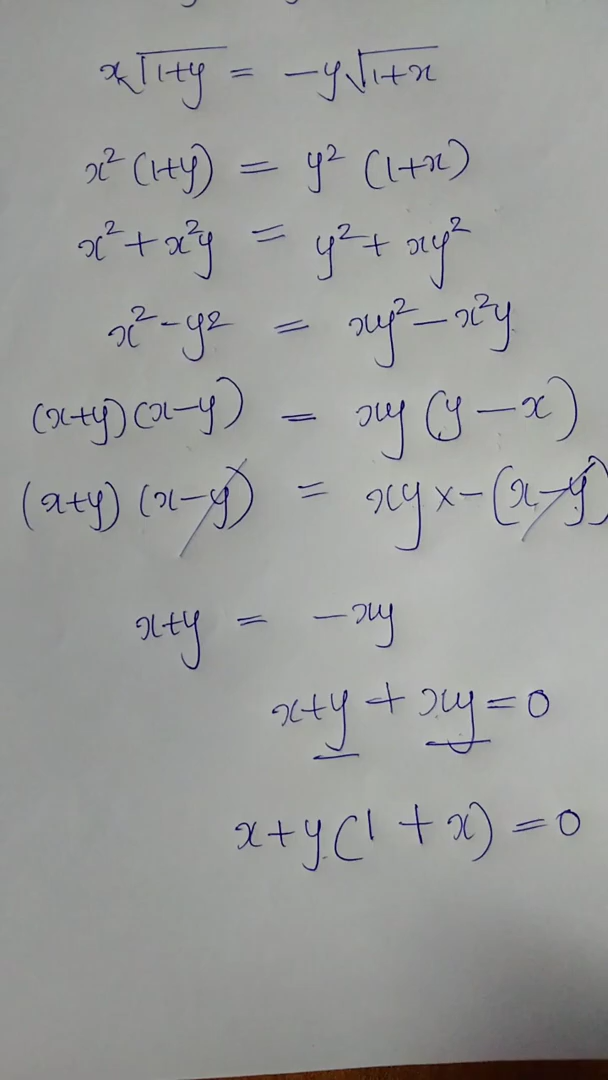 x√(1+y) = -y√(1+x)
x² (1+y) = y² (1+x)
x² + x²y = y² + xy²
x² - y² = xy² - x²y
(x+y) (x-y) = xy (y - x)
(x+y) (x-y) = xy × - (x-y)
x+y = -xy
x+y + xy = 0
x+y (1 + x) = 0